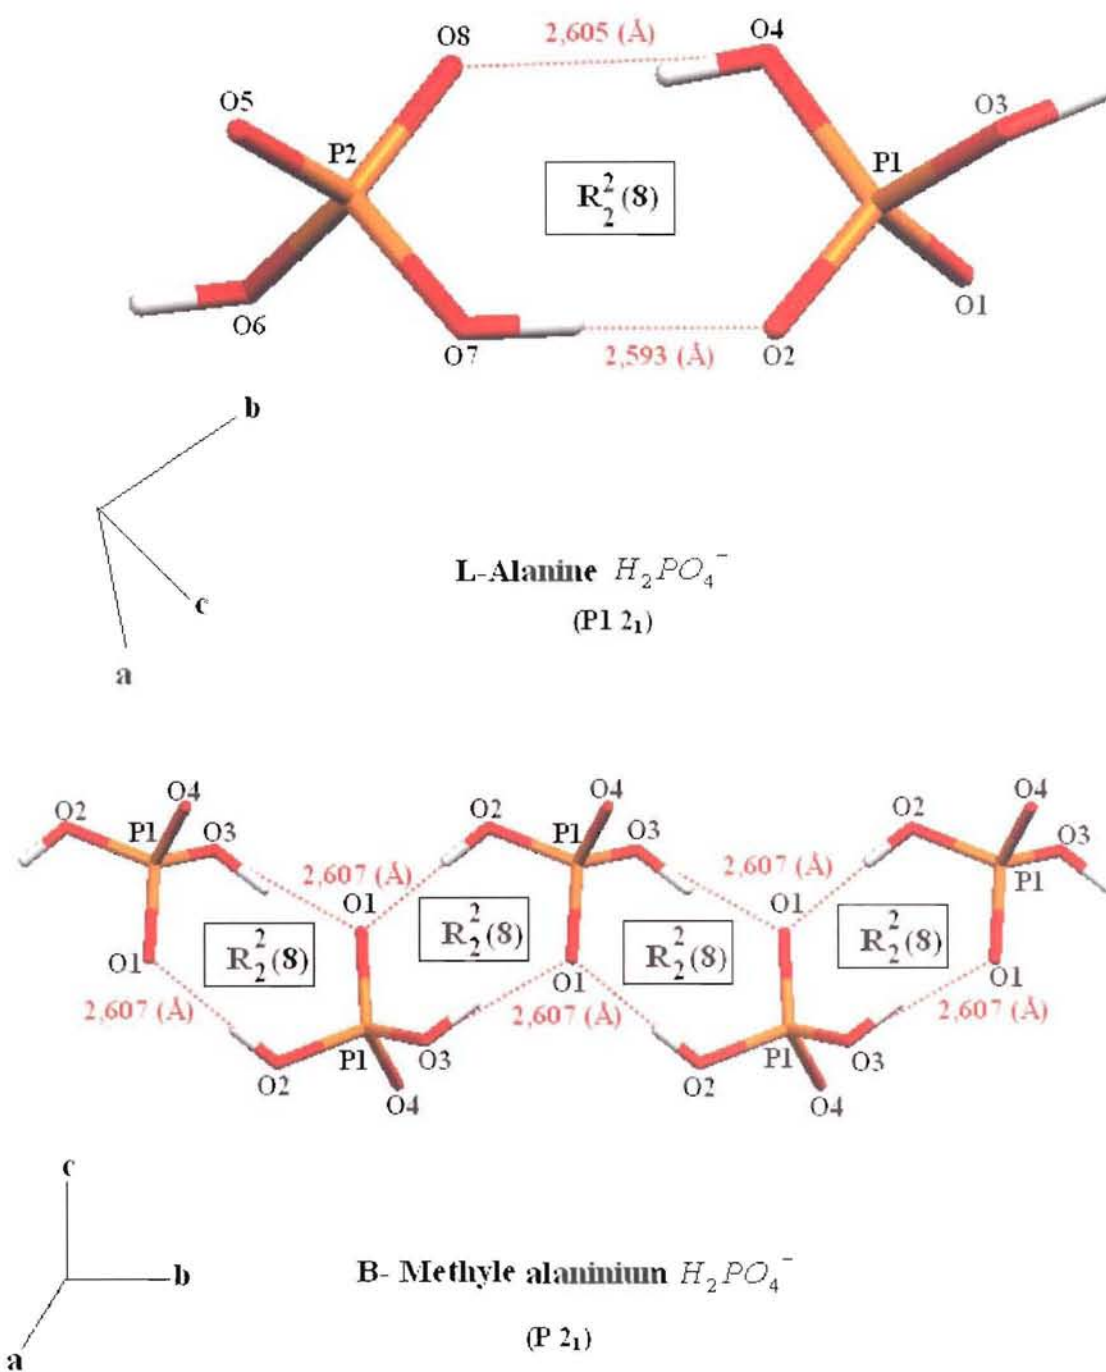 O8 2,605 (Å) O4
O5 O3
P2 P1
R₂²(8)
O6 O1
O7 O2
2,593 (Å)
b
c
a
L-Alanine H₂PO₄⁻
(P1 2₁)
O4 O4 O4
O2 O2 O2
P1 O3 P1 O3 O3
2,607 (Å) 2,607 (Å) P1
O1 O1
R₂²(8) R₂²(8)
R₂²(8) R₂²(8)
O1 O1 O1
2,607 (Å) 2,607 (Å) 2,607 (Å)
O3 O3
O2 P1 O2 P1
O4 O4
c
b
a
B- Methyle alaninium H₂PO₄⁻
(P 2₁)